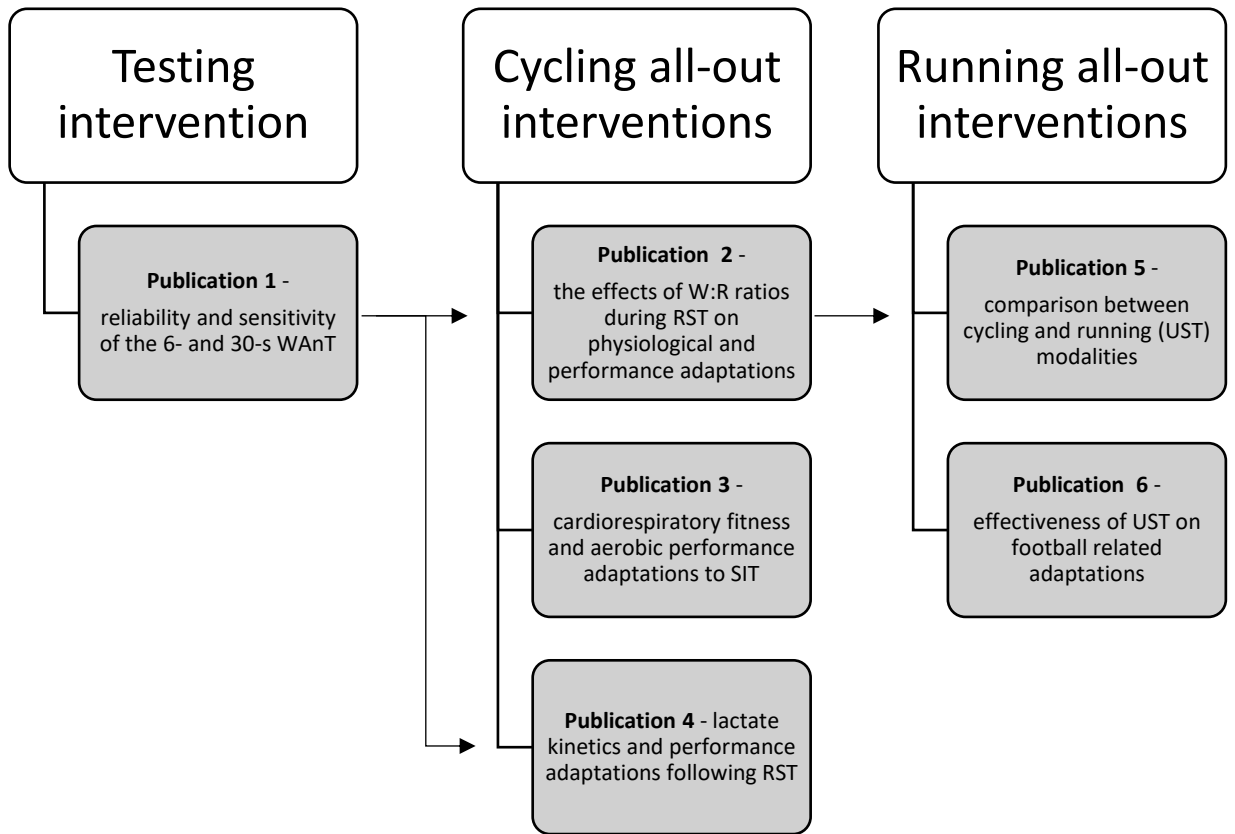 Testing
intervention
Publication 1 -
reliability and sensitivity
of the 6- and 30-s WAnT
Cycling all-out
interventions
Publication 2 -
the effects of W:R ratios
during RST on
physiological and
performance adaptations
Publication 3 -
cardiorespiratory fitness
and aerobic performance
adaptations to SIT
Publication 4 - lactate
kinetics and performance
adaptations following RST
Running all-out
interventions
Publication 5 -
comparison between
cycling and running (UST)
modalities
Publication 6 -
effectiveness of UST on
football related
adaptations